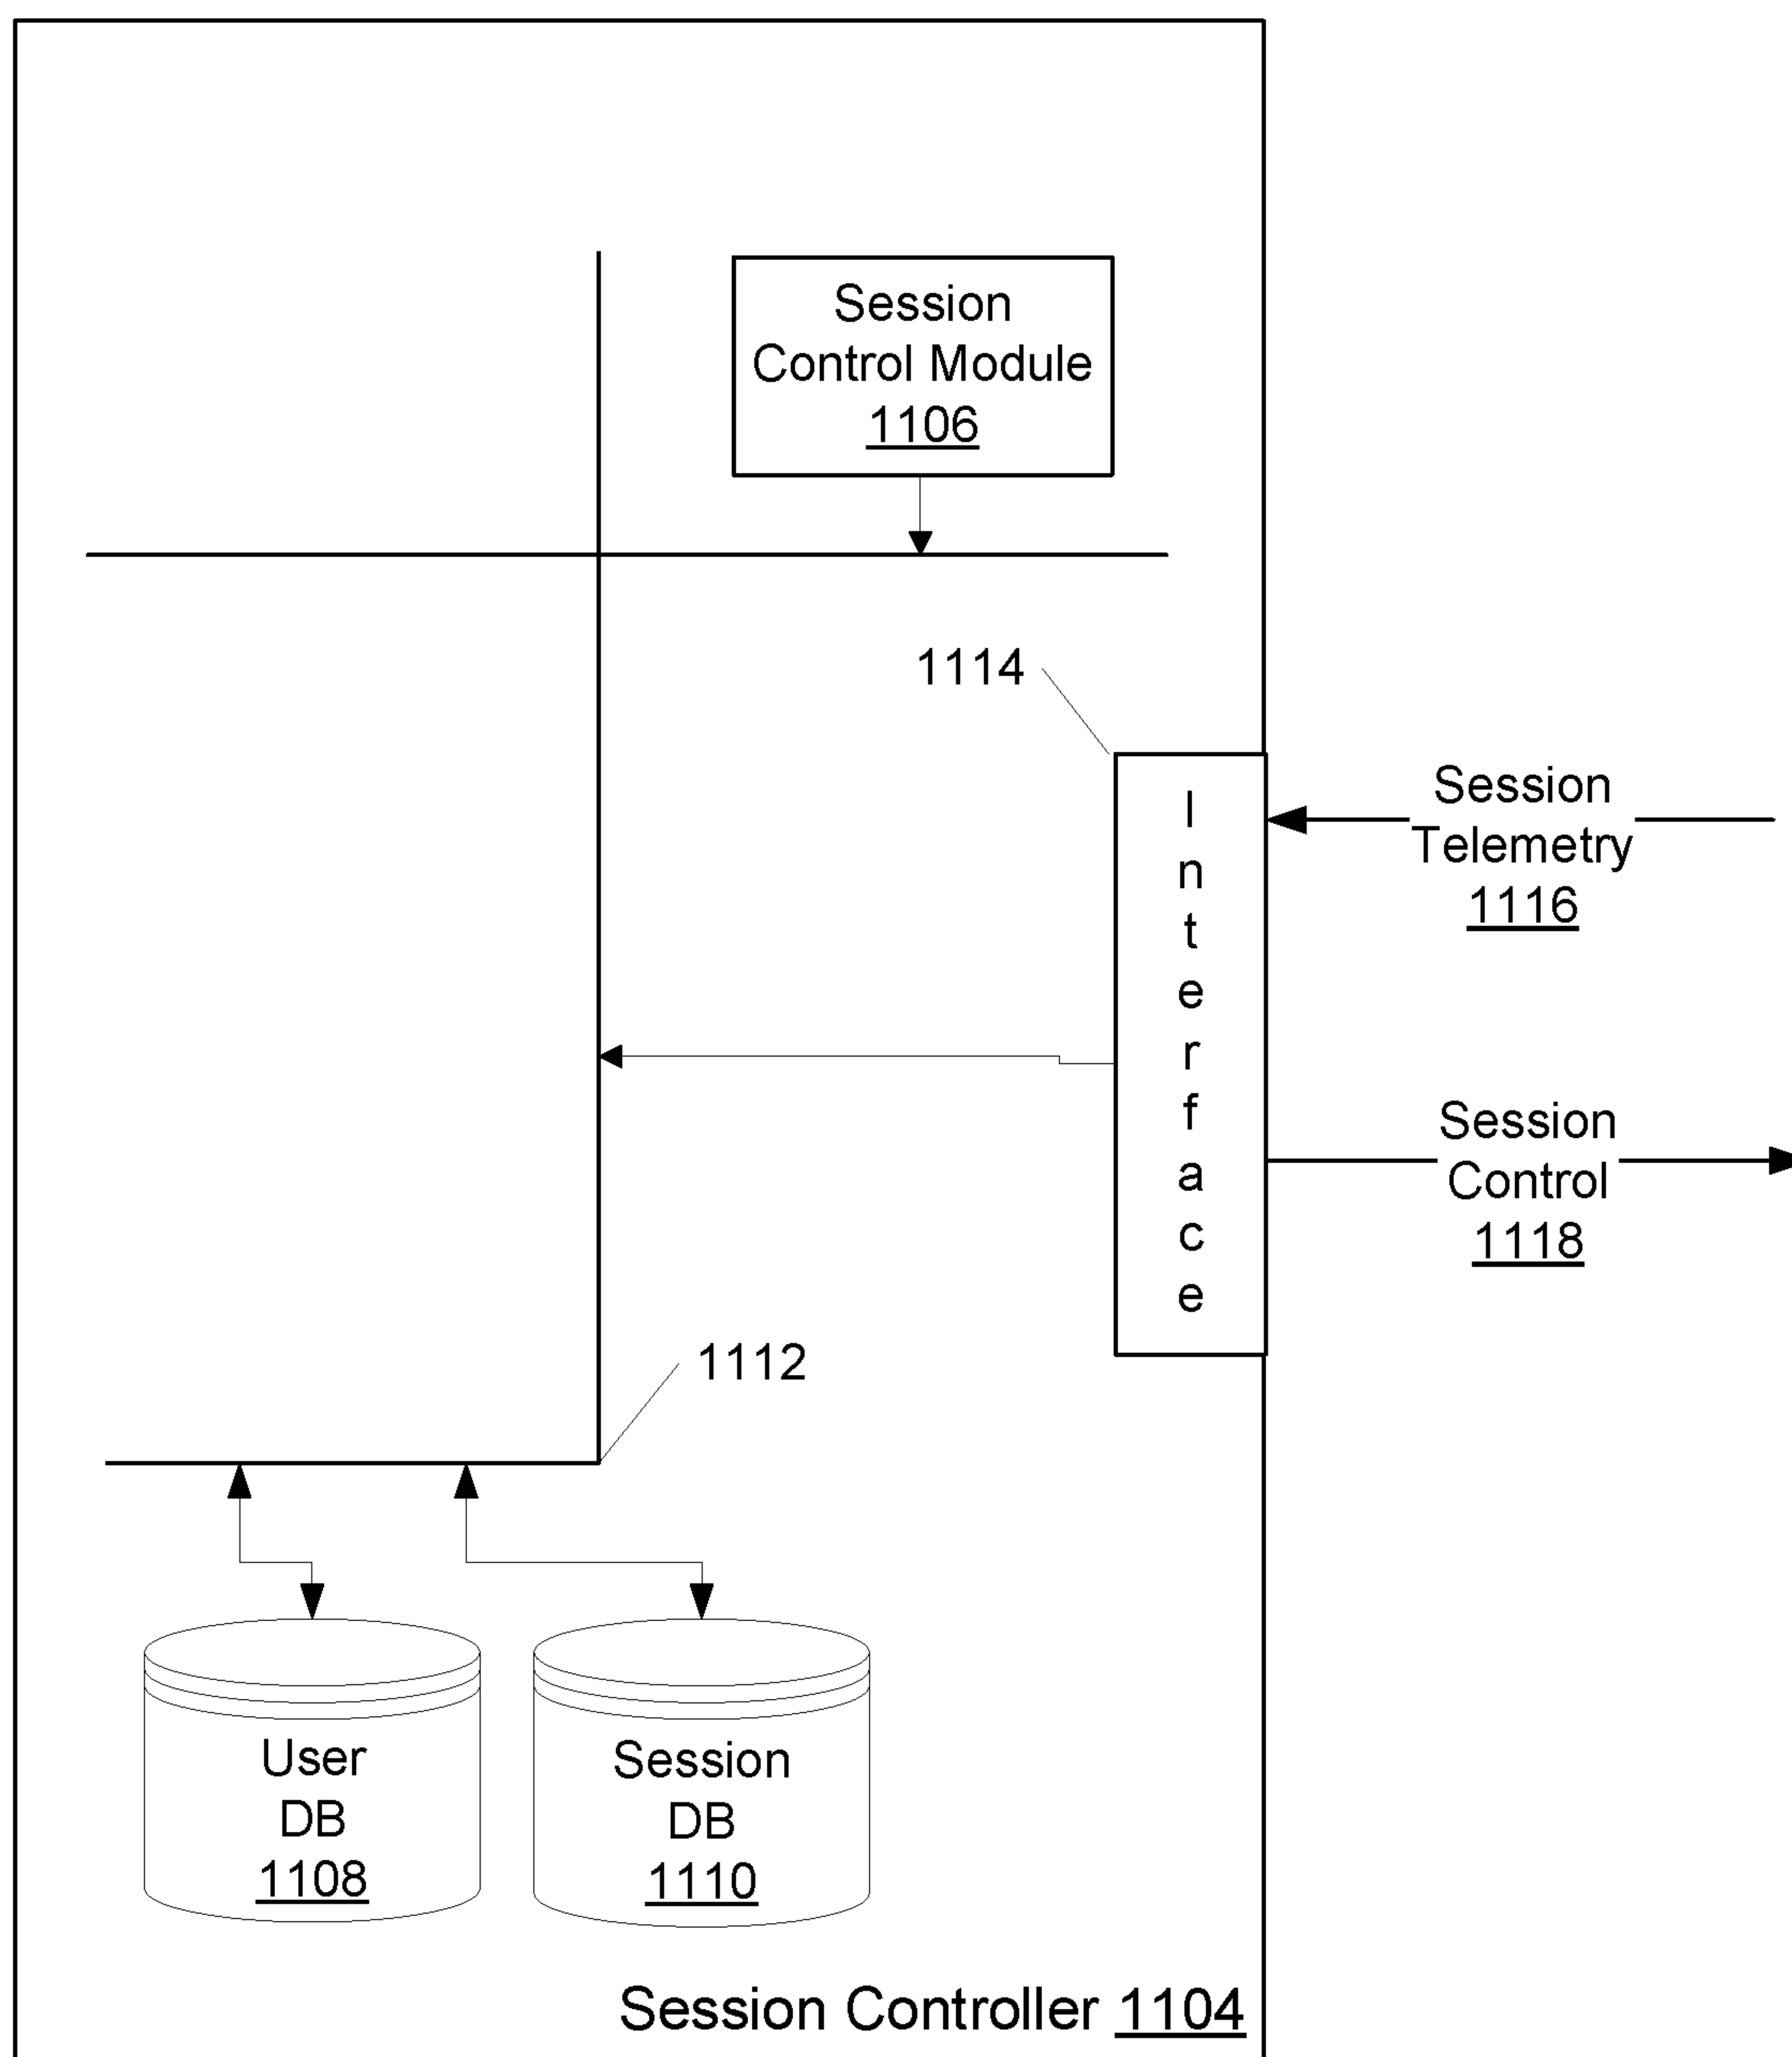 Session
Control Module
1106
1114
Interface
Session
Telemetry
1116
Session
Control
1118
1112
User
DB
1108
Session
DB
1110
Session Controller 1104